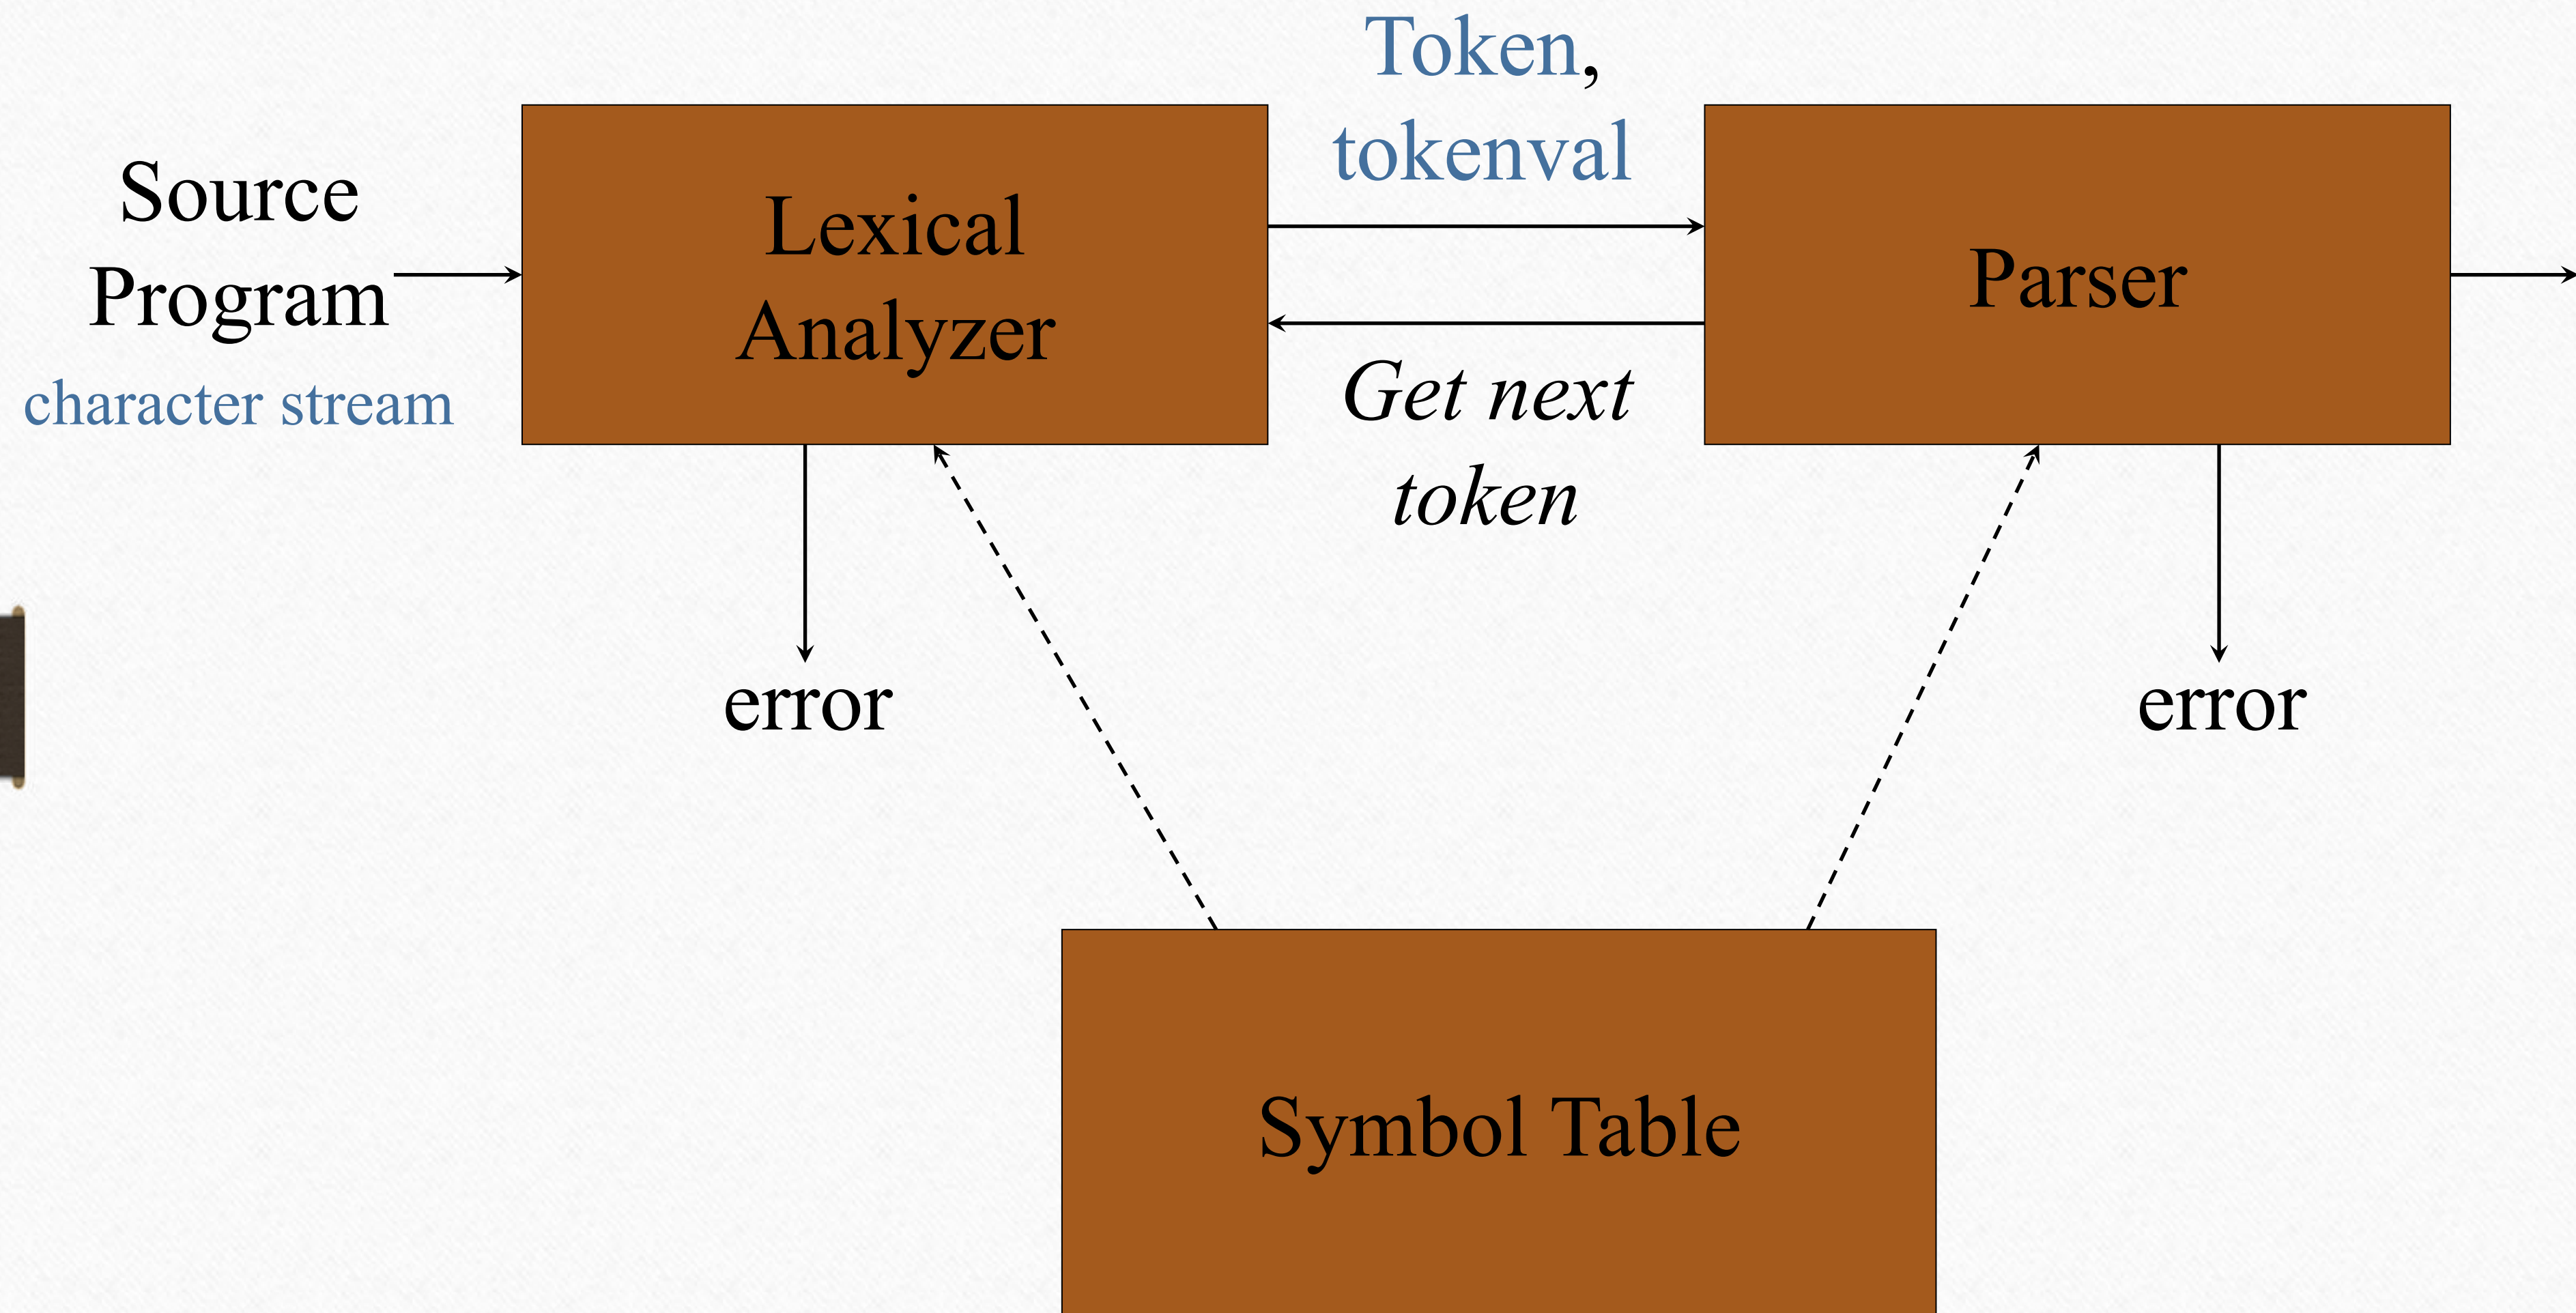 Source
Program
character stream
Lexical
Analyzer
Token,
tokenval
Get next
token
Parser
error
error
Symbol Table